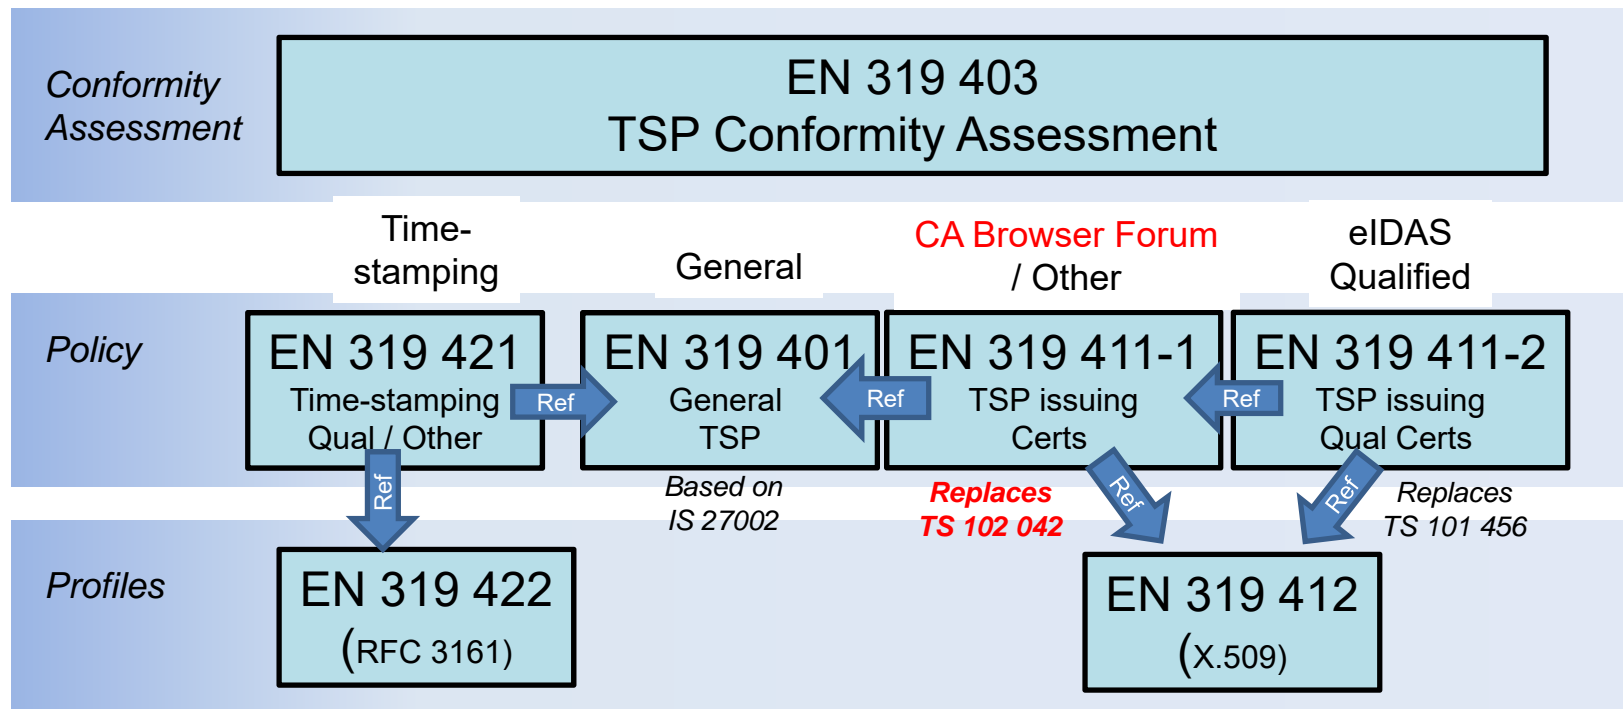 Conformity
Assessment
EN 319 403
TSP Conformity Assessment
Time-
stamping
General
CA Browser Forum
/ Other
eIDAS
Qualified
Policy
EN 319 421
Time-stamping
Qual / Other
Ref
EN 319 401
General
TSP
Ref
EN 319 411-1
TSP issuing
Certs
Ref
EN 319 411-2
TSP issuing
Qual Certs
Ref
Based on
IS 27002
Replaces
TS 102 042
Ref
Ref
Replaces
TS 101 456
Profiles
EN 319 422
(RFC 3161)
EN 319 412
(X.509)